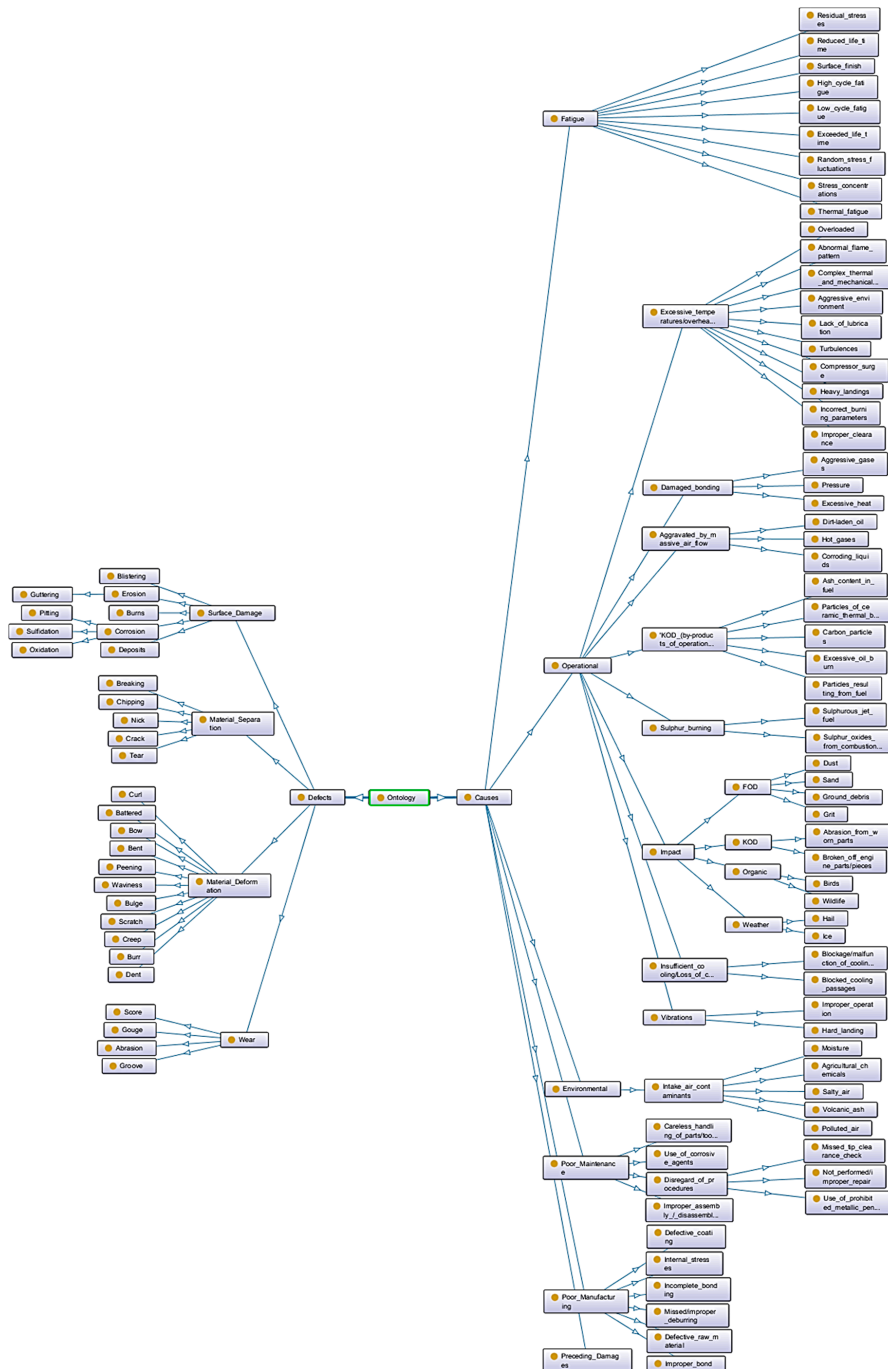 Residual_stress
es
Reduced_life_ti
me
Surface_finish
High_cycle_fati
gue
Fatigue
Low_cycle_fatig
ue
Exceeded_life_t
ime
Random_stress_f
luctuations
Stress_concentr
ations
Thermal_fatigue
Overloaded
Abnormal_flame_
pattern
Complex_thermal
_and_mechanical...
Aggressive_envi
ronment
Excessive_tempe
ratures/overhea...
Lack_of_lubrica
tion
Turbulences
Compressor_surg
e
Heavy_landings
Incorrect_burni
ng_parameters
Improper_cleara
nce
Aggressive_gase
s
Damaged_bonding
Pressure
Excessive_heat
Dirt-laden_oil
Aggravated_by_m
assive_air_flow
Hot_gases
Corroding_liqui
ds
Ash_content_in_
fuel
Particles_of_ce
ramic_thermal_b...
"KOD_(by-produc
ts_of_operation...
Carbon_particle
s
Excessive_oil_b
urn
Particles_resul
ting_from_fuel
Operational
Sulphur_burning
Sulphurous_jet_
fuel
Sulphur_oxides_
from_combustion...
Dust
FOD
Sand
Ground_debris
Grit
Impact
KOD
Abrasion_from_w
orn_parts
Broken_off_engi
ne_parts/pieces
Organic
Birds
Wildlife
Weather
Hail
Ice
Insufficient_co
oling/Loss_of_c...
Blockage/malfun
ction_of_coolin...
Blocked_cooling
_passages
Vibrations
Improper_operat
ion
Hard_landing
Blistering
Guttering
Erosion
Pitting
Burns
Surface_Damage
Sulfidation
Corrosion
Oxidation
Deposits
Breaking
Chipping
Nick
Material_Separa
tion
Crack
Tear
Defects
Ontology
Causes
Curl
Battered
Bow
Bent
Peening
Waviness
Material_Deform
ation
Bulge
Scratch
Creep
Burr
Dent
Score
Gouge
Wear
Abrasion
Groove
Environmental
Intake_air_cont
aminants
Moisture
Agricultural_ch
emicals
Salty_air
Volcanic_ash
Polluted_air
Poor_Maintenanc
e
Careless_handli
ng_of_parts/too...
Use_of_corrosiv
e_agents
Disregard_of_pr
ocedures
Missed_tip_clea
rance_check
Not_performed/i
mproper_repair
Use_of_prohibit
ed_metallic_pen...
Improper_assemb
ly_/_disassembl...
Defective_coati
ng
Internal_stress
es
Poor_Manufactur
ing
Incomplete_bond
ing
Missed/improper
_deburring
Defective_raw_m
aterial
Preceding_Damag
es
Improper_bond